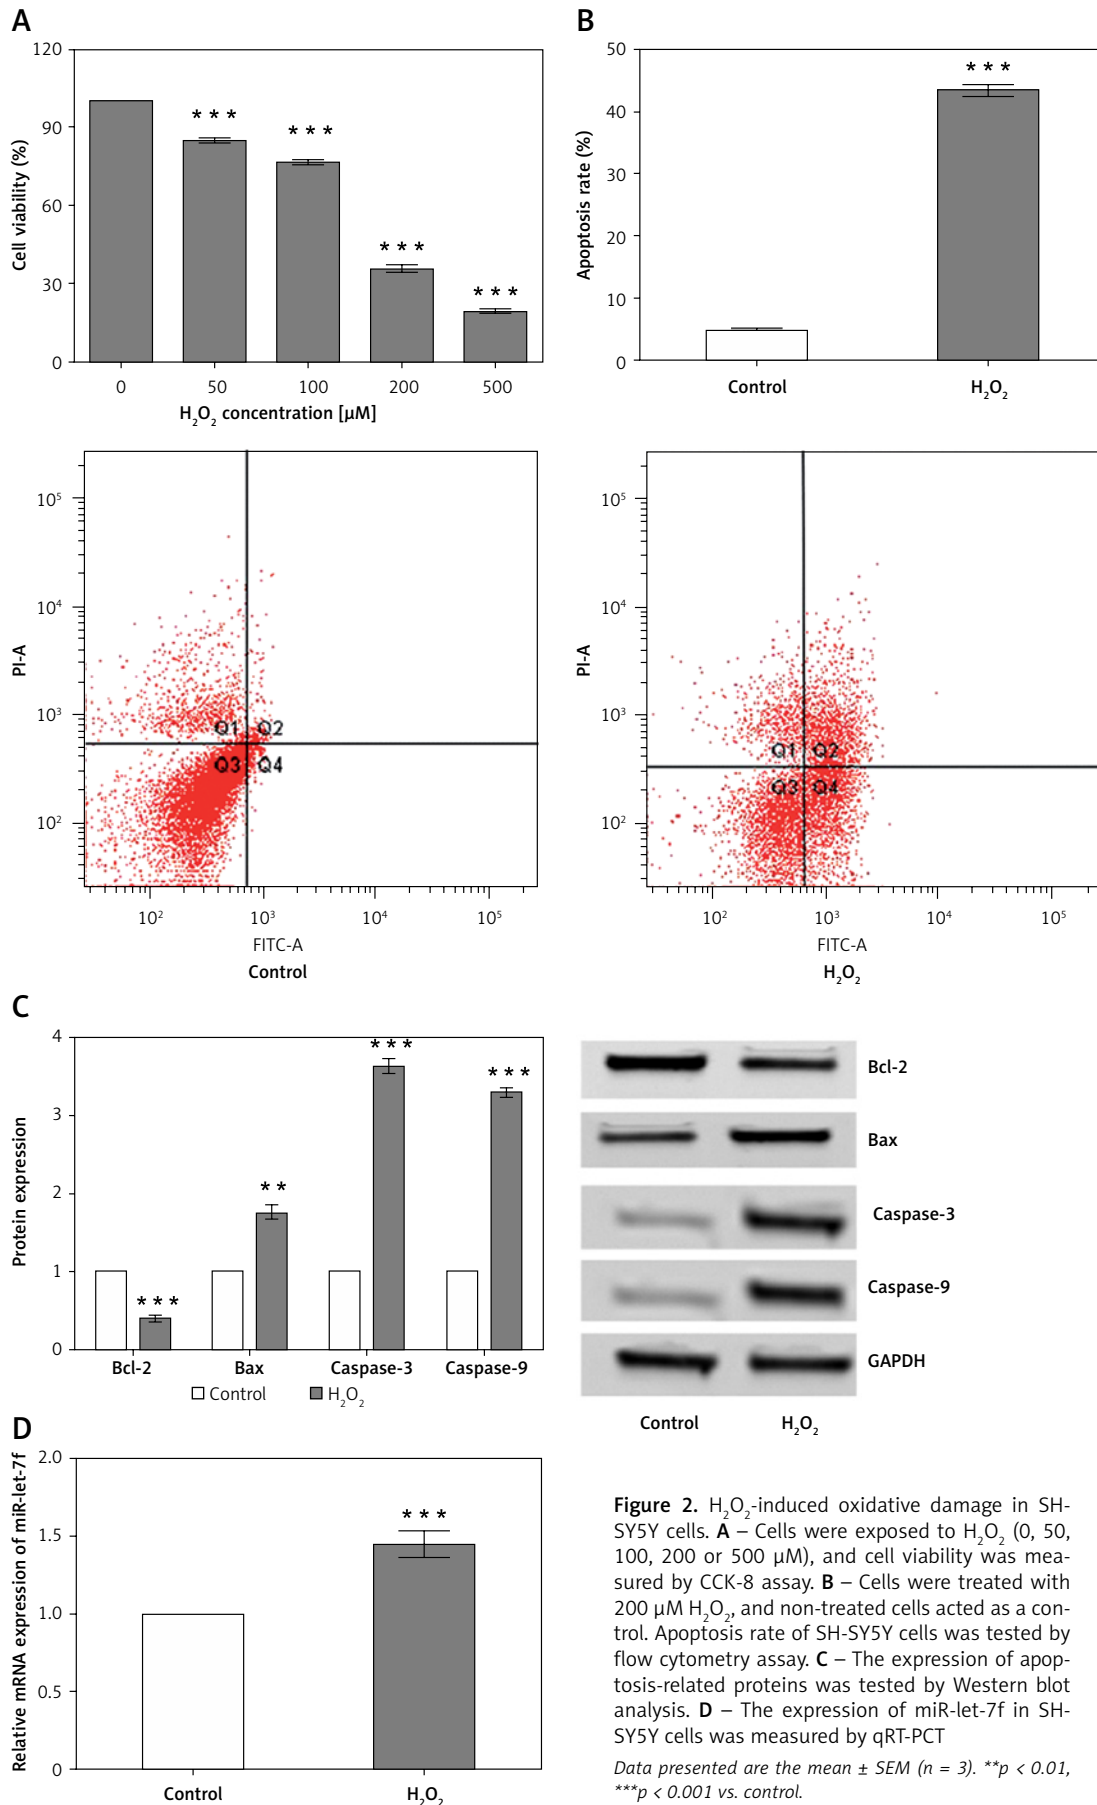 A
120
90
60
30
0
Cell viability (%)
* * *
* * *
* * *
* * *
0 50 100 200 500
H₂O₂ concentration [µM]
B
50
40
30
20
10
0
Apoptosis rate (%)
* * *
Control H₂O₂
10⁵
10⁴
10³
10²
PI-A
Q1 Q2
Q3 Q4
10² 10³ 10⁴ 10⁵
FITC-A
Control
10⁵
10⁴
10³
10²
PI-A
Q1 Q2
Q3 Q4
10² 10³ 10⁴ 10⁵
FITC-A
H₂O₂
C
4
3
2
1
0
Protein expression
* * *
* *
* * *
* * *
Bcl-2 Bax Caspase-3 Caspase-9
Control H₂O₂
Bcl-2
Bax
Caspase-3
Caspase-9
GAPDH
Control H₂O₂
D
2.0
1.5
1.0
0.5
0
Relative mRNA expression of miR-let-7f
* * *
Control H₂O₂
Figure 2. H₂O₂-induced oxidative damage in SH-
SY5Y cells. A – Cells were exposed to H₂O₂ (0, 50,
100, 200 or 500 µM), and cell viability was mea-
sured by CCK-8 assay. B – Cells were treated with
200 µM H₂O₂, and non-treated cells acted as a con-
trol. Apoptosis rate of SH-SY5Y cells was tested by
flow cytometry assay. C – The expression of apop-
tosis-related proteins was tested by Western blot
analysis. D – The expression of miR-let-7f in SH-
SY5Y cells was measured by qRT-PCT
Data presented are the mean ± SEM (n = 3). **p < 0.01,
***p < 0.001 vs. control.